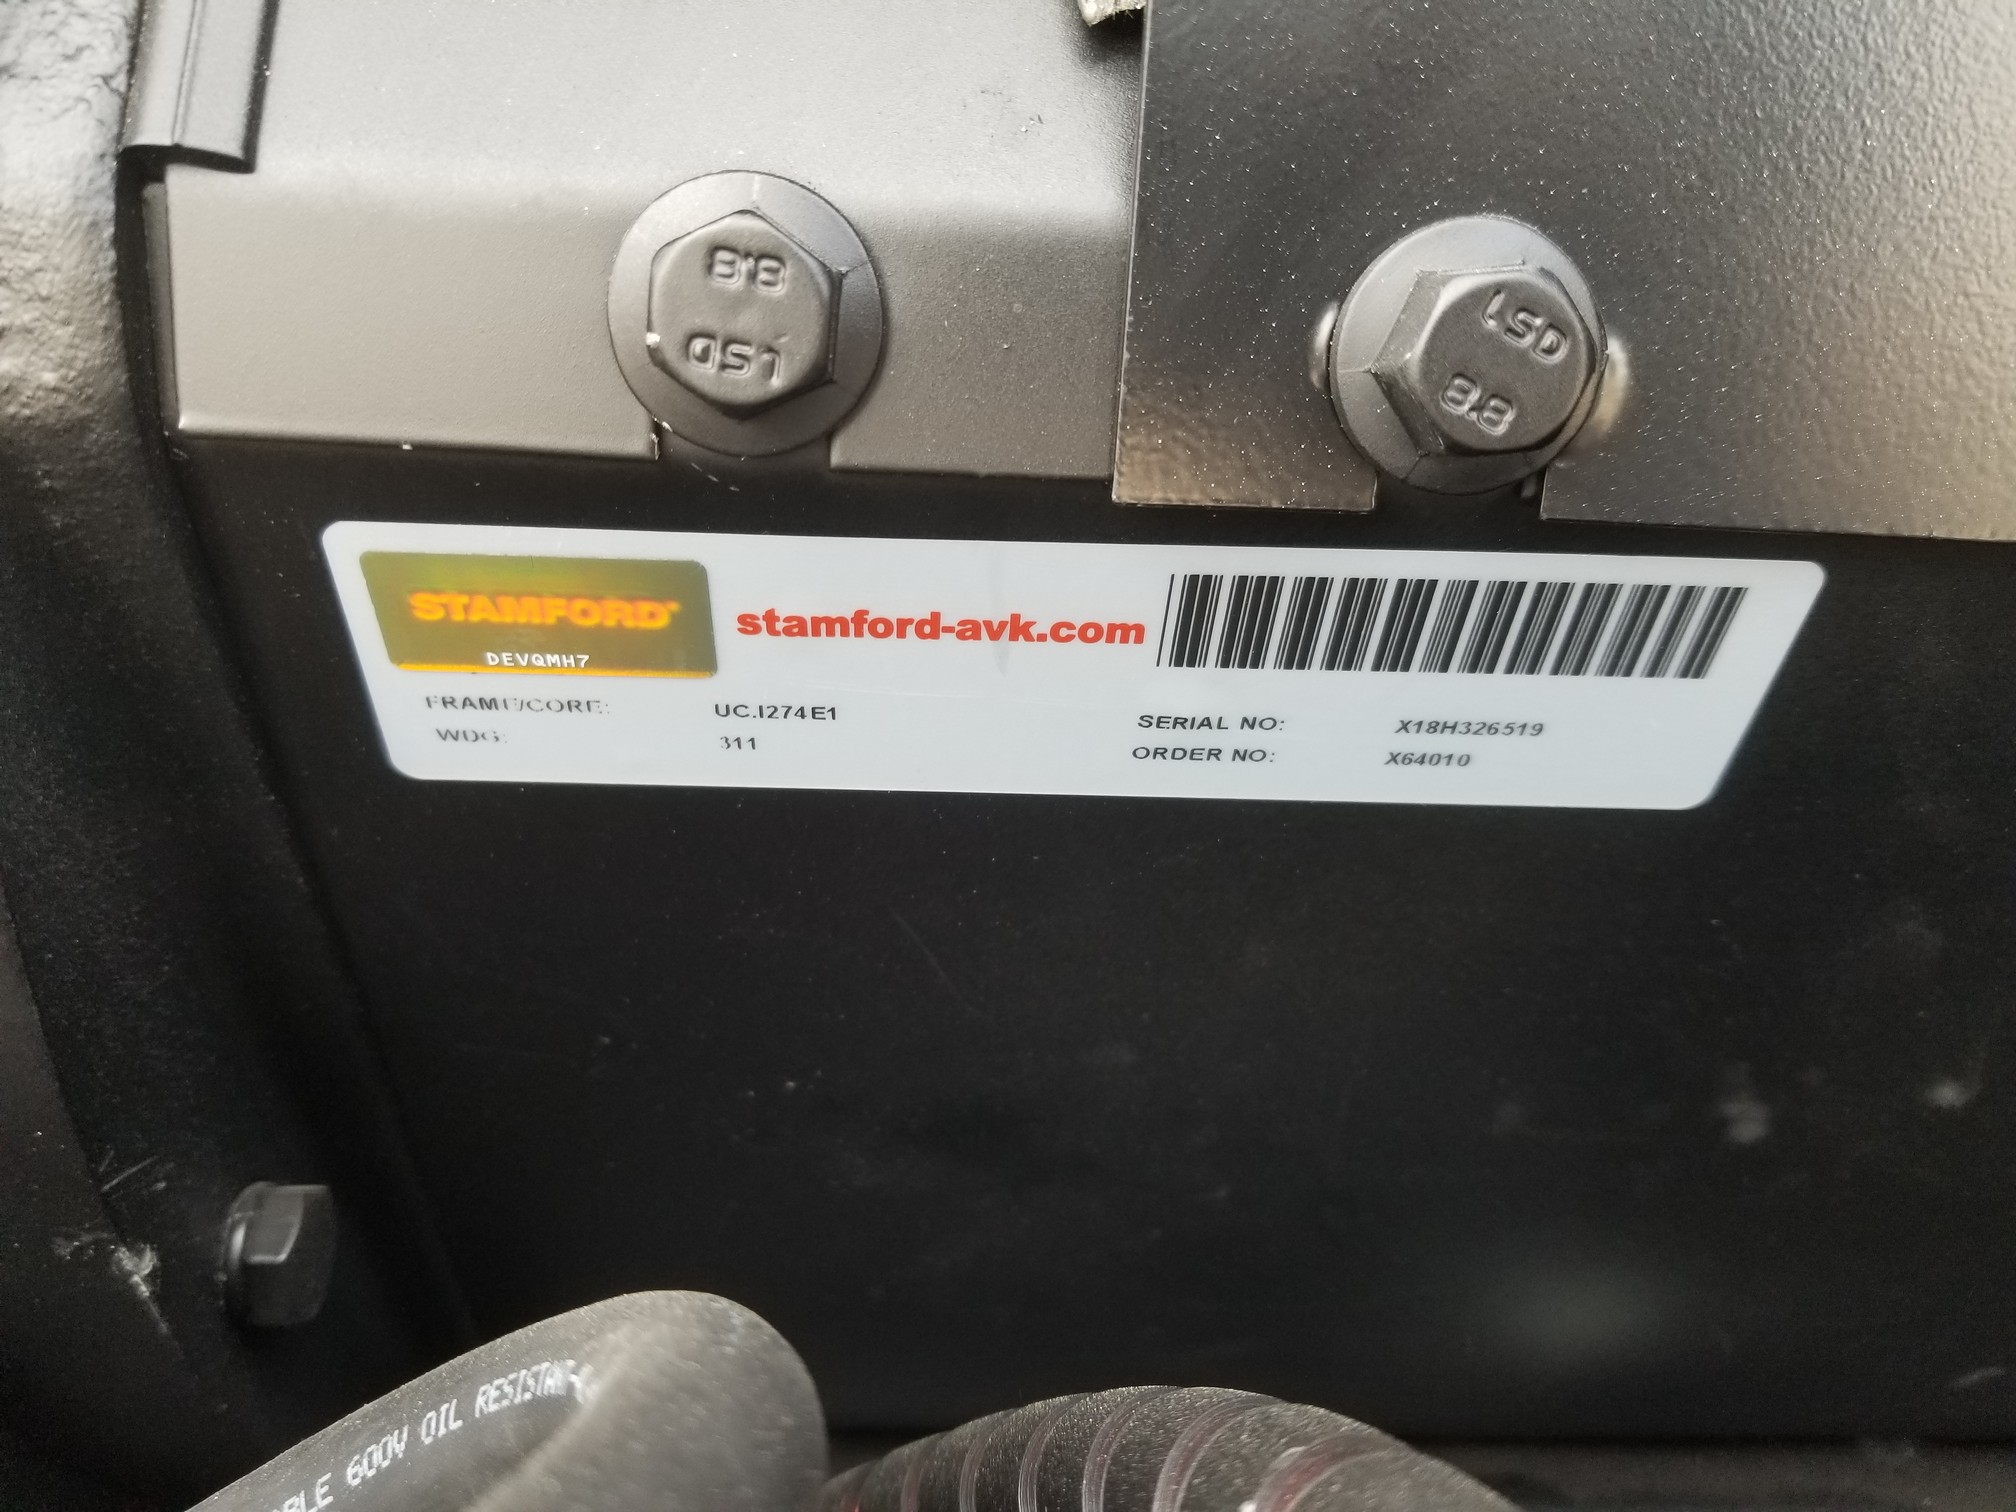 8.8
LSD
LSD
8.8
STAMFORD
DEVQMH7
stamford-avk.com
FRAME/CORE: UC.I274E1
WDG: 311
SERIAL NO: X18H326519
ORDER NO: X64010
600V OIL RESISTANT